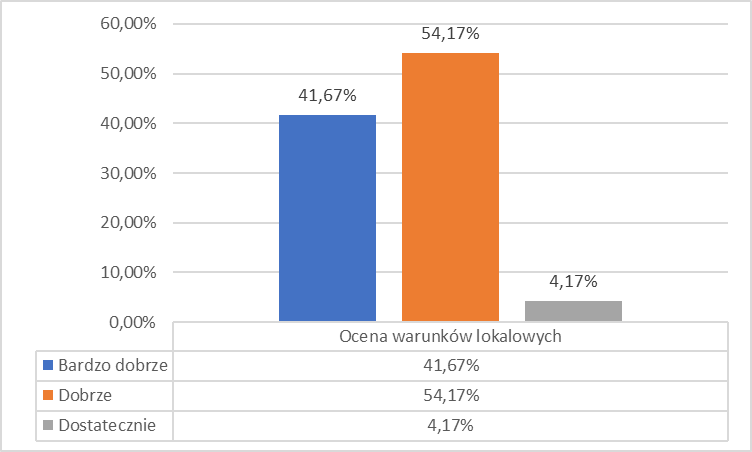 60,00%
54,17%
50,00%
41,67%
40,00%
30,00%
20,00%
10,00%
4,17%
0,00%
Ocena warunków lokalowych
Bardzo dobrze 41,67%
Dobrze 54,17%
Dostatecznie 4,17%